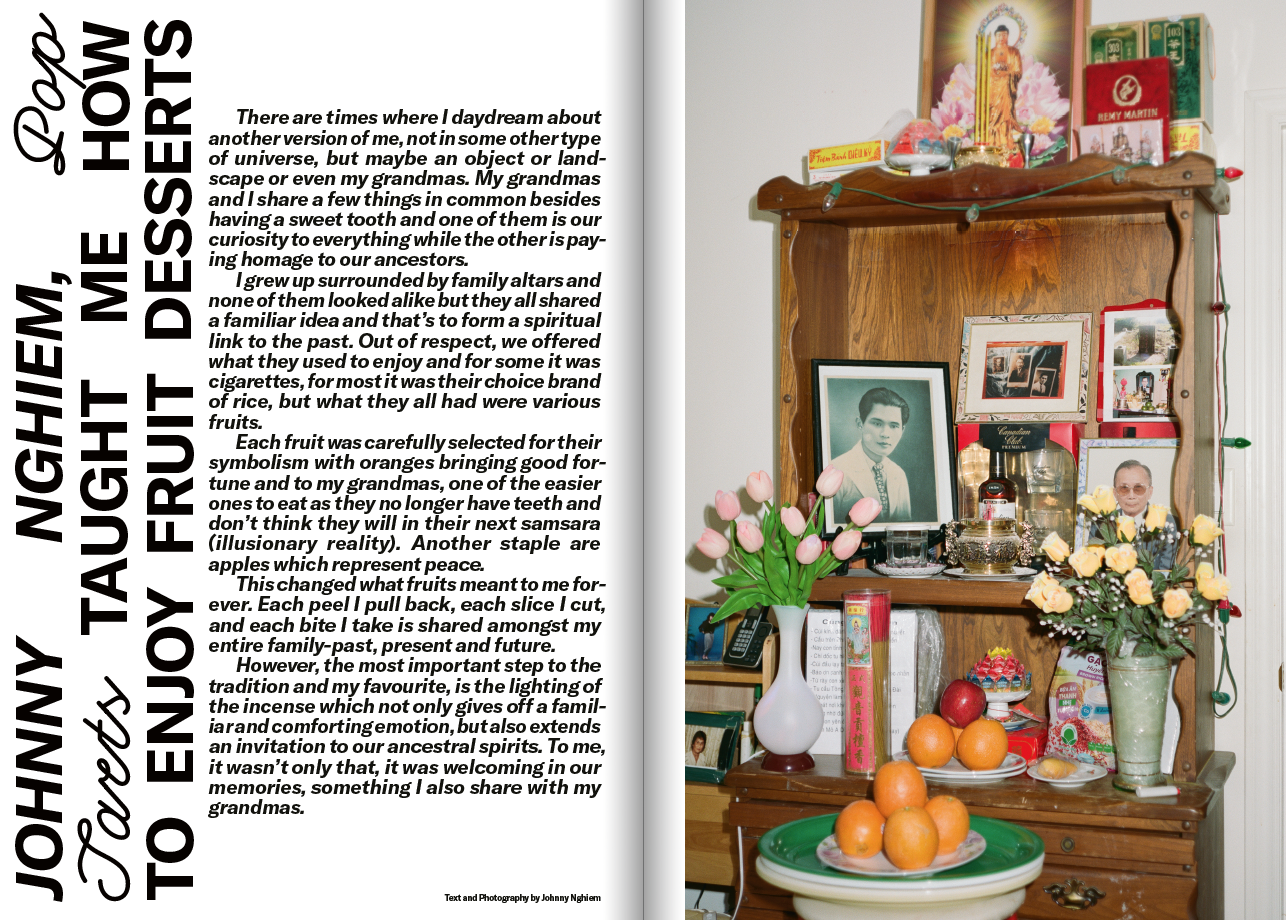 JOHNNY NGHIEM, Pop
Tarts TAUGHT ME HOW
TO ENJOY FRUIT DESSERTS
There are times where I daydream about
another version of me, not in some other type
of universe, but maybe an object or land-
scape or even my grandmas. My grandmas
and I share a few things in common besides
having a sweet tooth and one of them is our
curiosity to everything while the other is pay-
ing homage to our ancestors.
I grew up surrounded by family altars and
none of them looked alike but they all shared
a familiar idea and that's to form a spiritual
link to the past. Out of respect, we offered
what they used to enjoy and for some it was
cigarettes, for most it was their choice brand
of rice, but what they all had were various
fruits.
Each fruit was carefully selected for their
symbolism with oranges bringing good for-
tune and to my grandmas, one of the easier
ones to eat as they no longer have teeth and
don't think they will in their next samsara
(illusionary reality). Another staple are
apples which represent peace.
This changed what fruits meant to me for-
ever. Each peel I pull back, each slice I cut,
and each bite I take is shared amongst my
entire family–past, present and future.
However, the most important step to the
tradition and my favourite, is the lighting of
the incense which not only gives off a famil-
iar and comforting emotion, but also extends
an invitation to our ancestral spirits. To me,
it wasn't only that, it was welcoming in our
memories, something I also share with my
grandmas.
Text and Photography by Johnny Nghiem
303
103
REMY MARTIN
Canadian
Club
PREMIUM